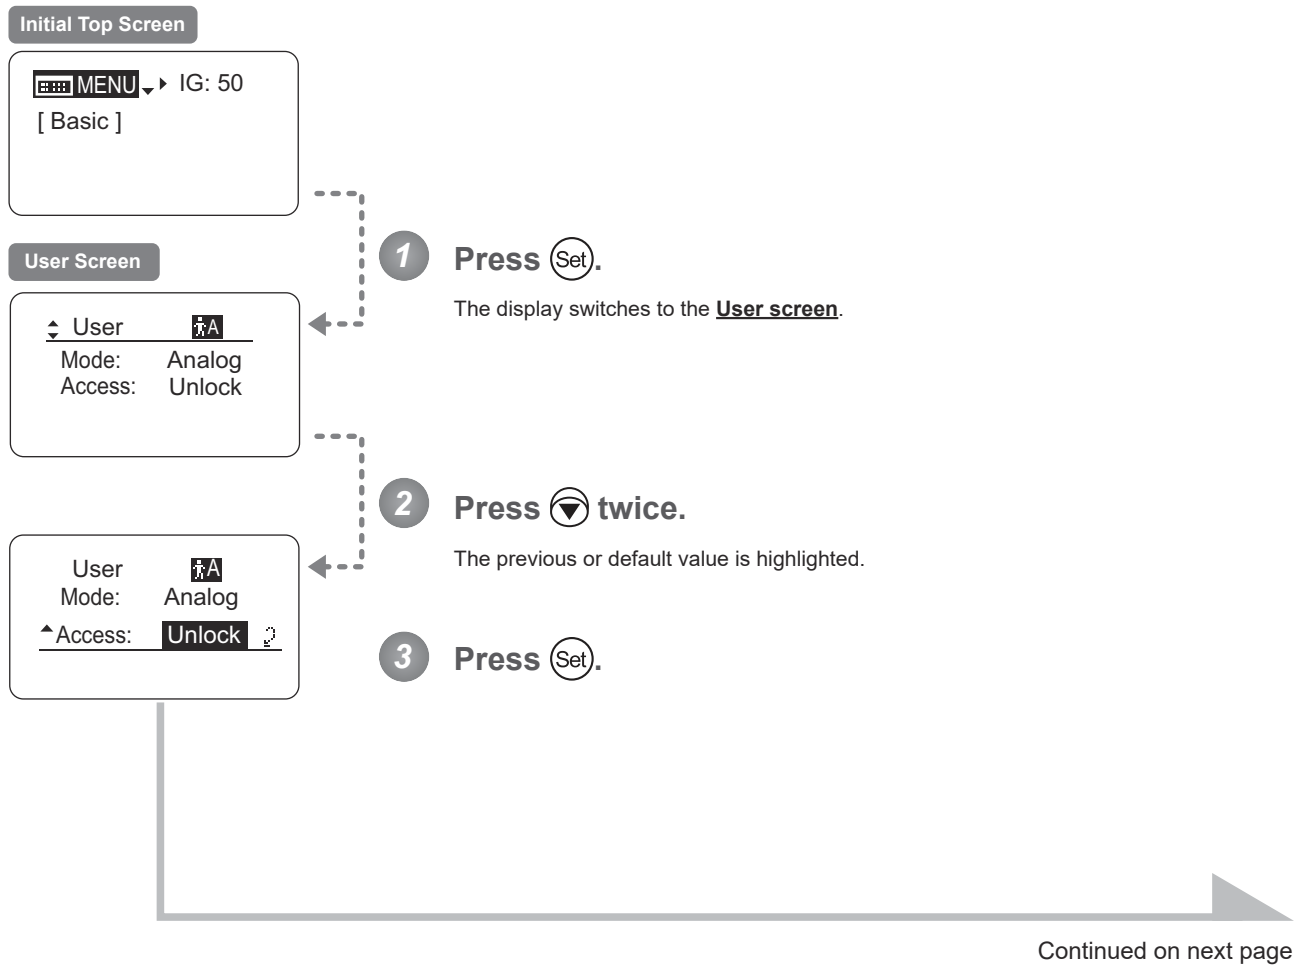 Initial Top Screen
MENU IG: 50
[ Basic ]
User Screen
1 Press Set.
The display switches to the User screen.
User A
Mode: Analog
Access: Unlock
2 Press twice.
The previous or default value is highlighted.
User A
Mode: Analog
Access: Unlock
3 Press Set.
Continued on next page